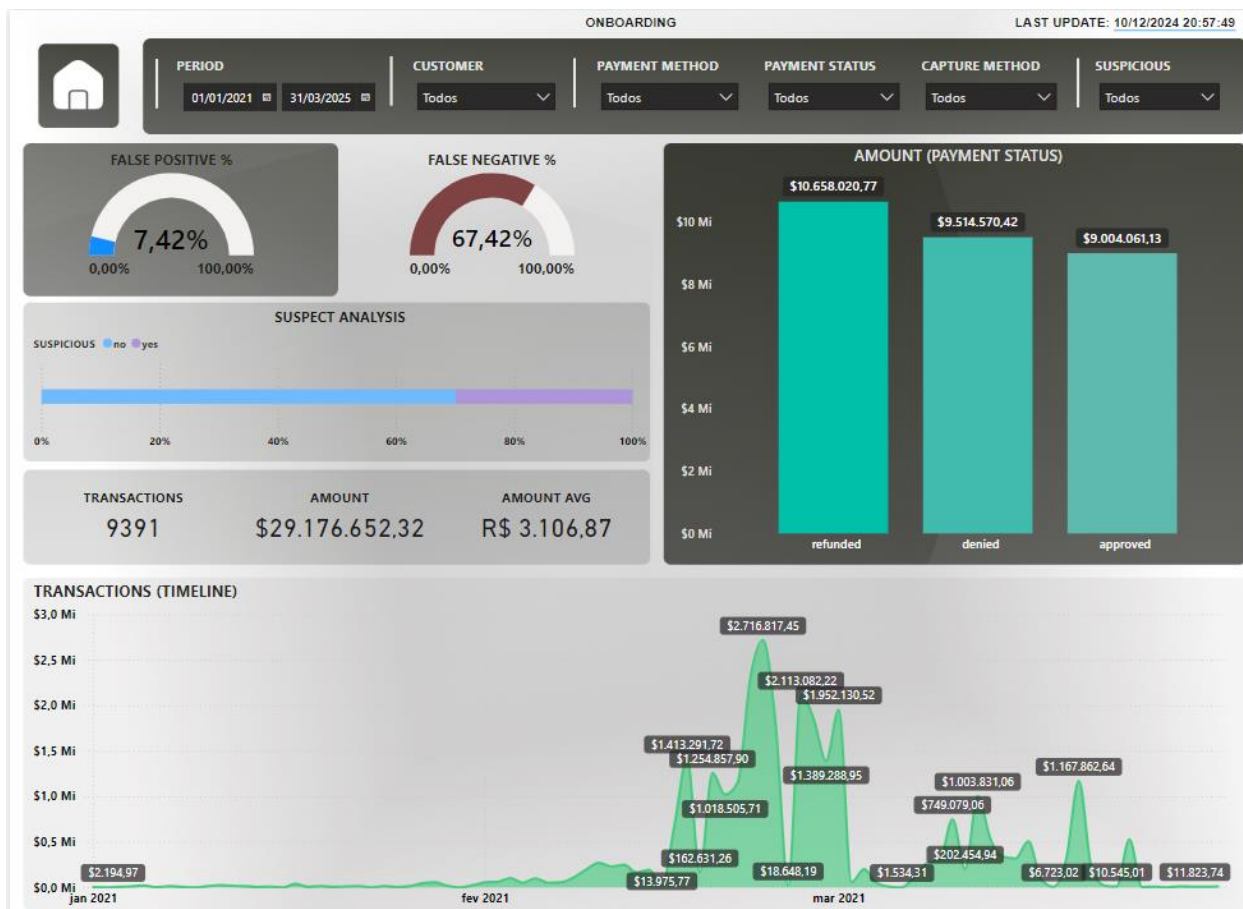 ONBOARDING
LAST UPDATE: 10/12/2024 20:57:49
PERIOD
01/01/2021 31/03/2025
CUSTOMER
Todos
PAYMENT METHOD
Todos
PAYMENT STATUS
Todos
CAPTURE METHOD
Todos
SUSPICIOUS
Todos
FALSE POSITIVE %
7,42%
0,00% 100,00%
FALSE NEGATIVE %
67,42%
0,00% 100,00%
AMOUNT (PAYMENT STATUS)
$10.658.020,77
$9.514.570,42
$9.004.061,13
$10 Mi
$8 Mi
$6 Mi
$4 Mi
$2 Mi
$0 Mi
refunded denied approved
SUSPECT ANALYSIS
SUSPICIOUS no yes
0% 20% 40% 60% 80% 100%
TRANSACTIONS
9391
AMOUNT
$29.176.652,32
AMOUNT AVG
R$ 3.106,87
TRANSACTIONS (TIMELINE)
$3,0 Mi
$2,5 Mi
$2,0 Mi
$1,5 Mi
$1,0 Mi
$0,5 Mi
$0,0 Mi
$2.194,97
$13.975,77
$1.413.291,72
$162.631,26
$1.254.857,90
$1.018.505,71
$2.716.817,45
$18.648,19
$2.113.082,22
$1.389.288,95
$1.952.130,52
$1.534,31
$749.079,06
$202.454,94
$1.003.831,06
$6.723,02
$1.167.862,64
$10.545,01
$11.823,74
jan 2021 fev 2021 mar 2021